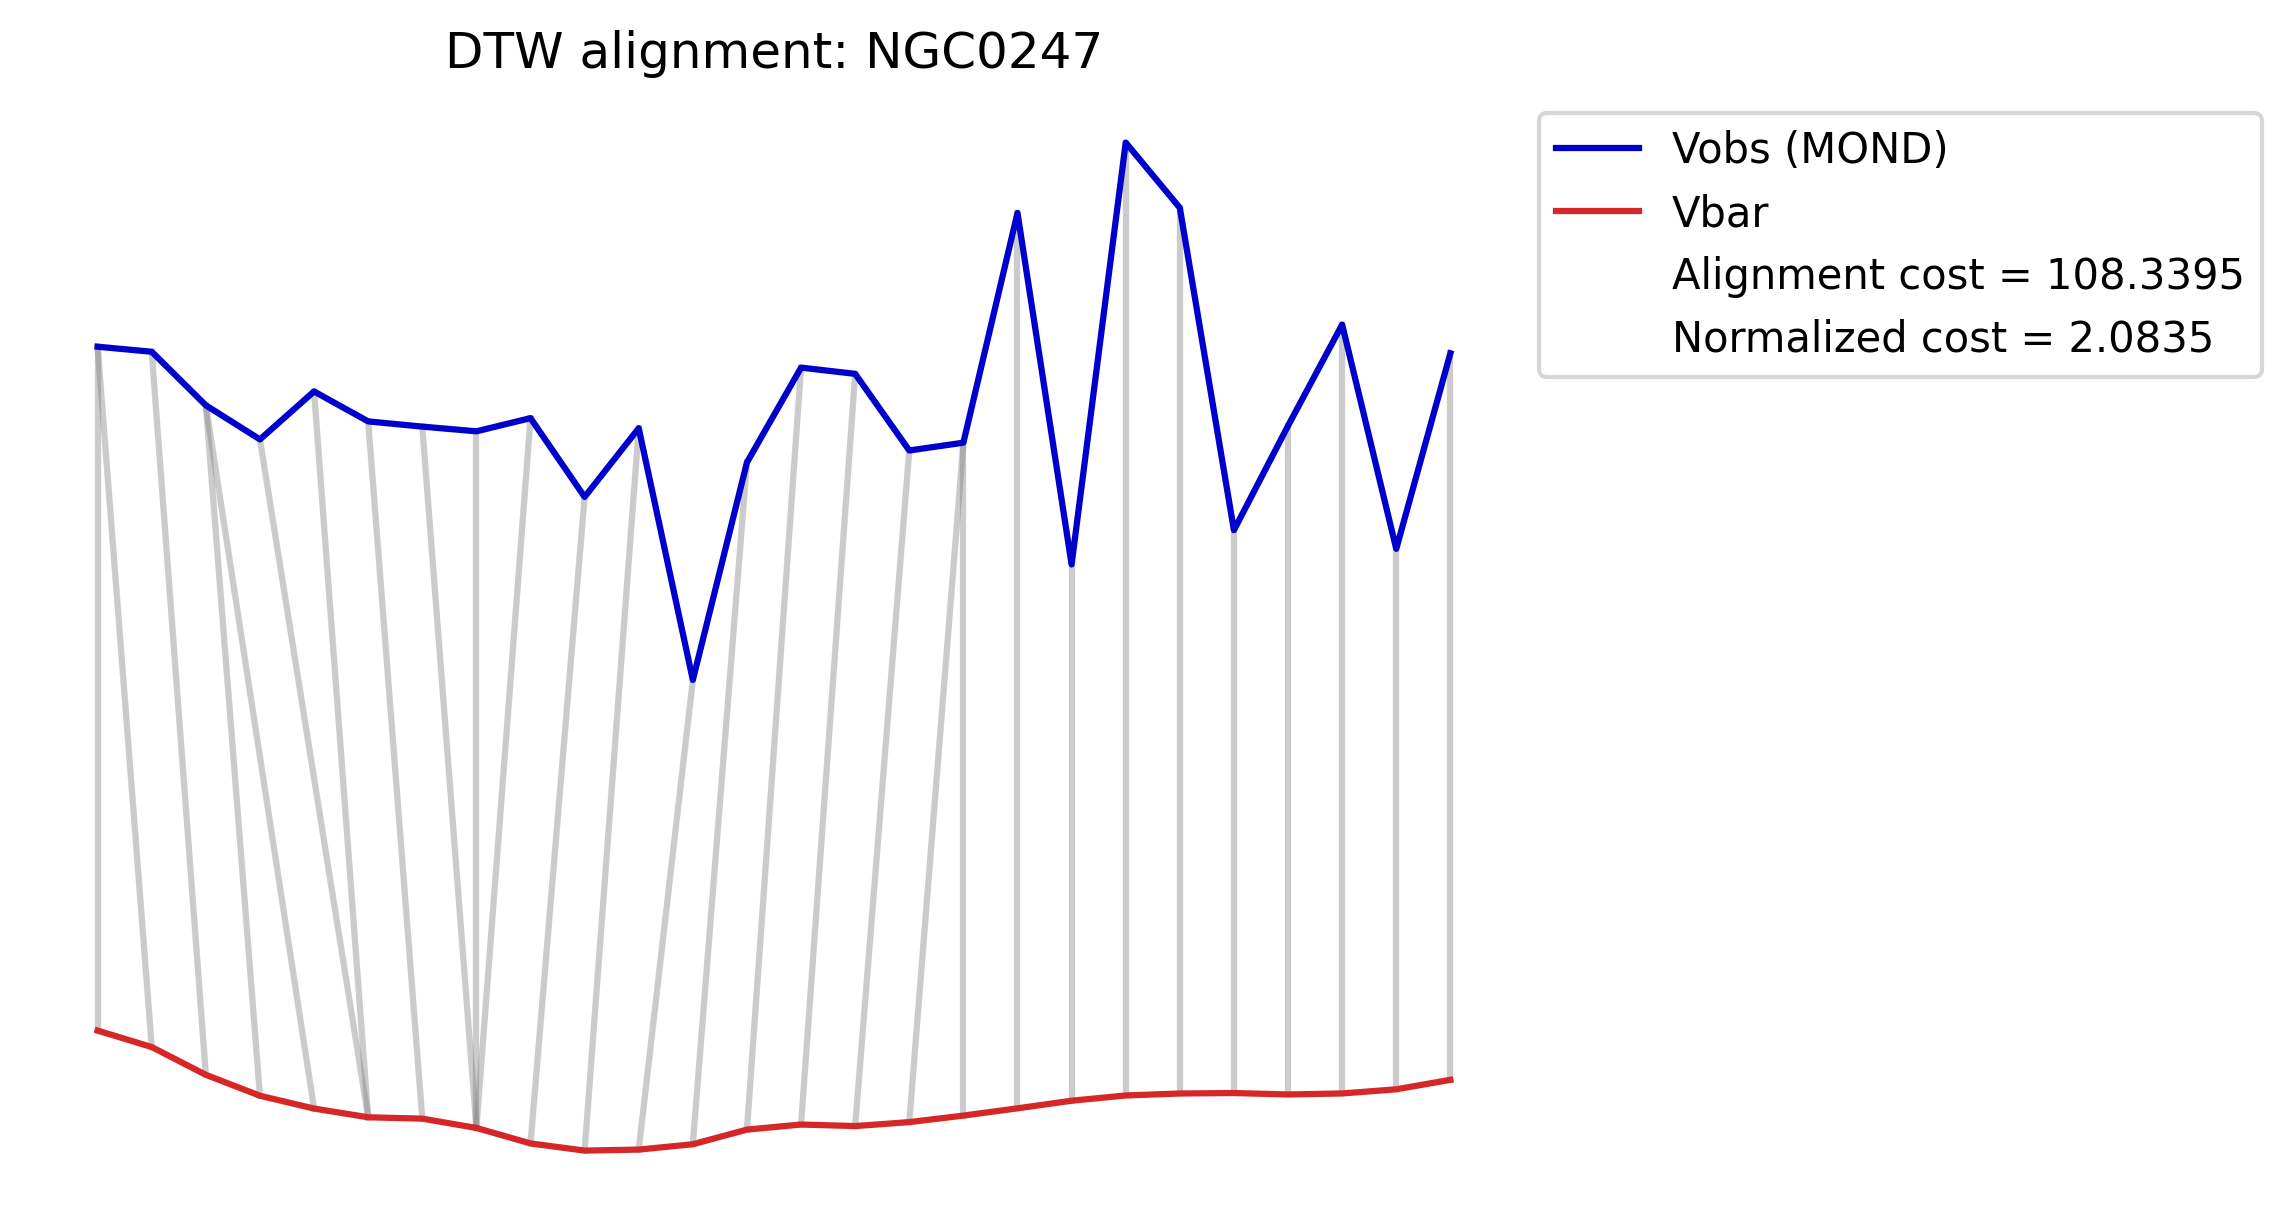 DTW alignment: NGC0247
Vobs (MOND)
Vbar
Alignment cost = 108.3395
Normalized cost = 2.0835